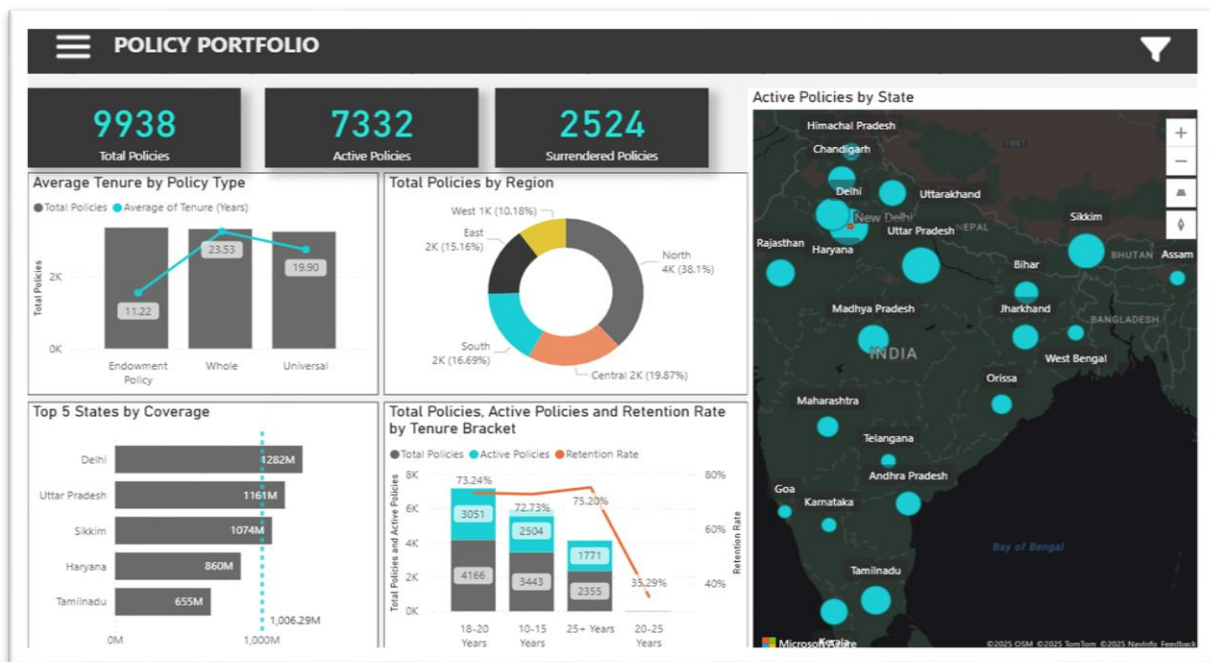 POLICY PORTFOLIO
9938
Total Policies
7332
Active Policies
2524
Surrendered Policies
Average Tenure by Policy Type
Total Policies Average of Tenure (Years)
Total Policies
2K
0K
11.22
23.53
19.90
Endowment
Policy
Whole
Universal
Total Policies by Region
West 1K (10.18%)
East
2K (15.16%)
North
4K (38.1%)
South
2K (16.69%)
Central 2K (19.87%)
Top 5 States by Coverage
Delhi
1282M
Uttar Pradesh
1161M
Sikkim
1074M
Haryana
860M
Tamilnadu
655M
1,006.29M
0M
1,000M
Total Policies, Active Policies and Retention Rate
by Tenure Bracket
Total Policies Active Policies Retention Rate
Total Policies and Active Policies
8K
6K
4K
2K
0K
73.24%
3051
4166
72.73%
2504
3443
75.20%
1771
2355
35.29%
80%
60%
40%
Retention Rate
18-20
Years
10-15
Years
25+ Years
20-25
Years
Active Policies by State
Himachal Pradesh
Chandigarh
Delhi
Uttarakhand
New Delhi
Sikkim
Uttar Pradesh
NEPAL
Rajasthan
Haryana
Bihar
BHUTAN
Assam
Madhya Pradesh
Jharkhand
BANGLADESH
INDIA
West Bengal
Orissa
Maharashtra
Telangana
Andhra Pradesh
Goa
Karnataka
Bay of Bengal
Tamilnadu
Kerala
Microsoft Azure
©2025 OSM ©2025 TomTom ©2025 NavInfo Feedback